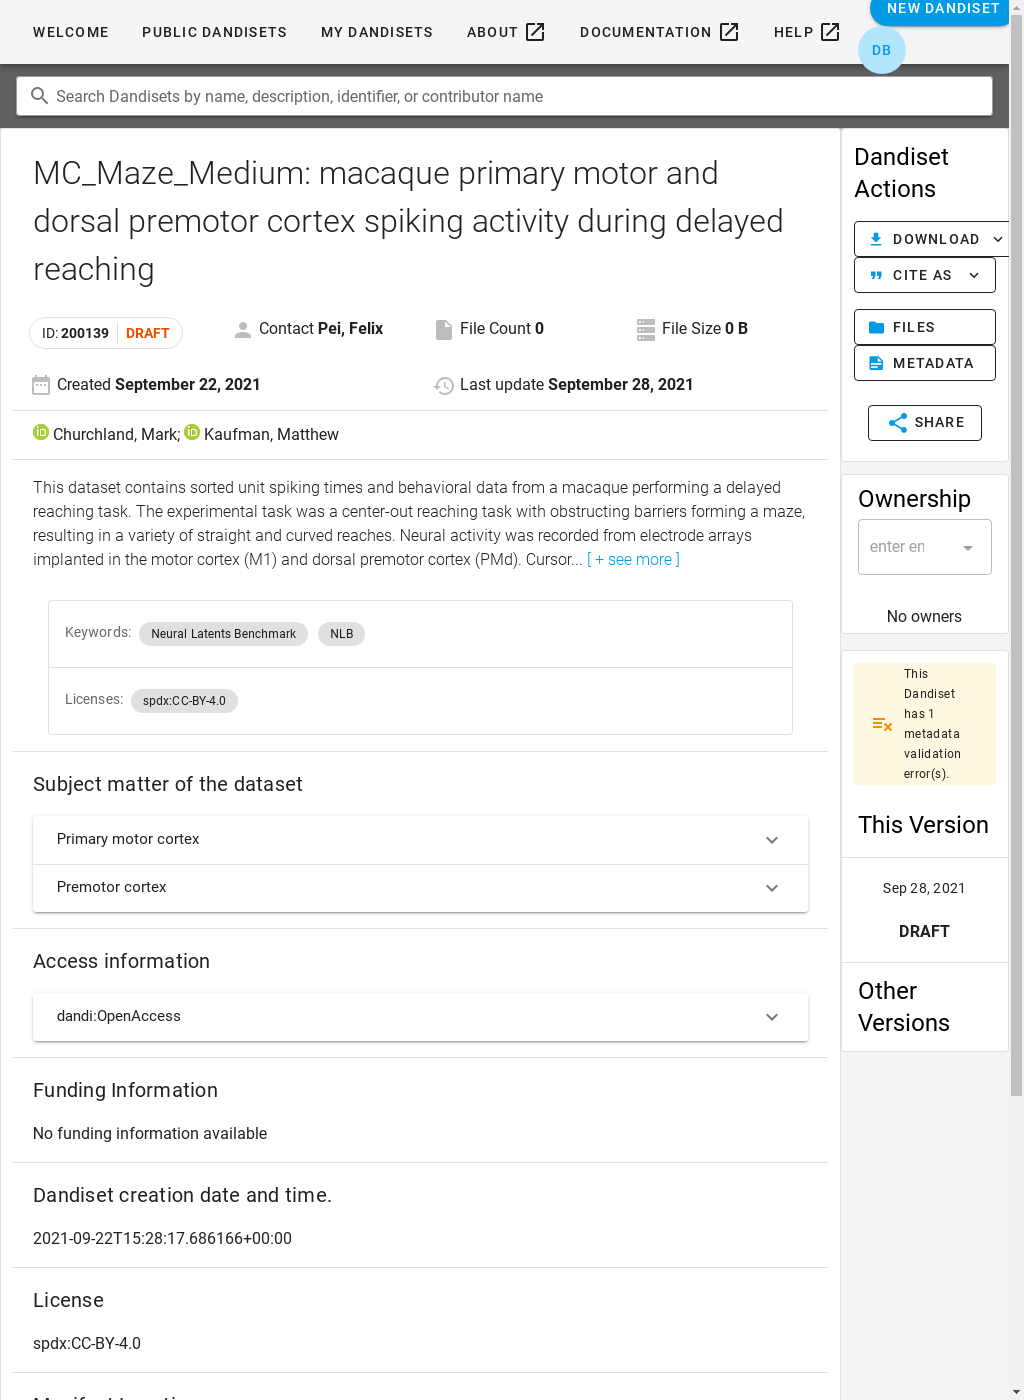 WELCOME PUBLIC DANDISETS MY DANDISETS ABOUT DOCUMENTATION HELP NEW DANDISET
DB
Search Dandisets by name, description, identifier, or contributor name
MC_Maze_Medium: macaque primary motor and
dorsal premotor cortex spiking activity during delayed
reaching
ID: 200139 DRAFT
Contact Pei, Felix
File Count 0
File Size 0 B
Created September 22, 2021
Last update September 28, 2021
Churchland, Mark; Kaufman, Matthew
This dataset contains sorted unit spiking times and behavioral data from a macaque performing a delayed
reaching task. The experimental task was a center-out reaching task with obstructing barriers forming a maze,
resulting in a variety of straight and curved reaches. Neural activity was recorded from electrode arrays
implanted in the motor cortex (M1) and dorsal premotor cortex (PMd). Cursor... [ + see more ]
Keywords: Neural Latents Benchmark NLB
Licenses: spdx:CC-BY-4.0
Subject matter of the dataset
Primary motor cortex
Premotor cortex
Access information
dandi:OpenAccess
Funding Information
No funding information available
Dandiset creation date and time.
2021-09-22T15:28:17.686166+00:00
License
spdx:CC-BY-4.0
Dandiset
Actions
DOWNLOAD
CITE AS
FILES
METADATA
SHARE
Ownership
enter en
No owners
This
Dandiset
has 1
metadata
validation
error(s).
This Version
Sep 28, 2021
DRAFT
Other
Versions